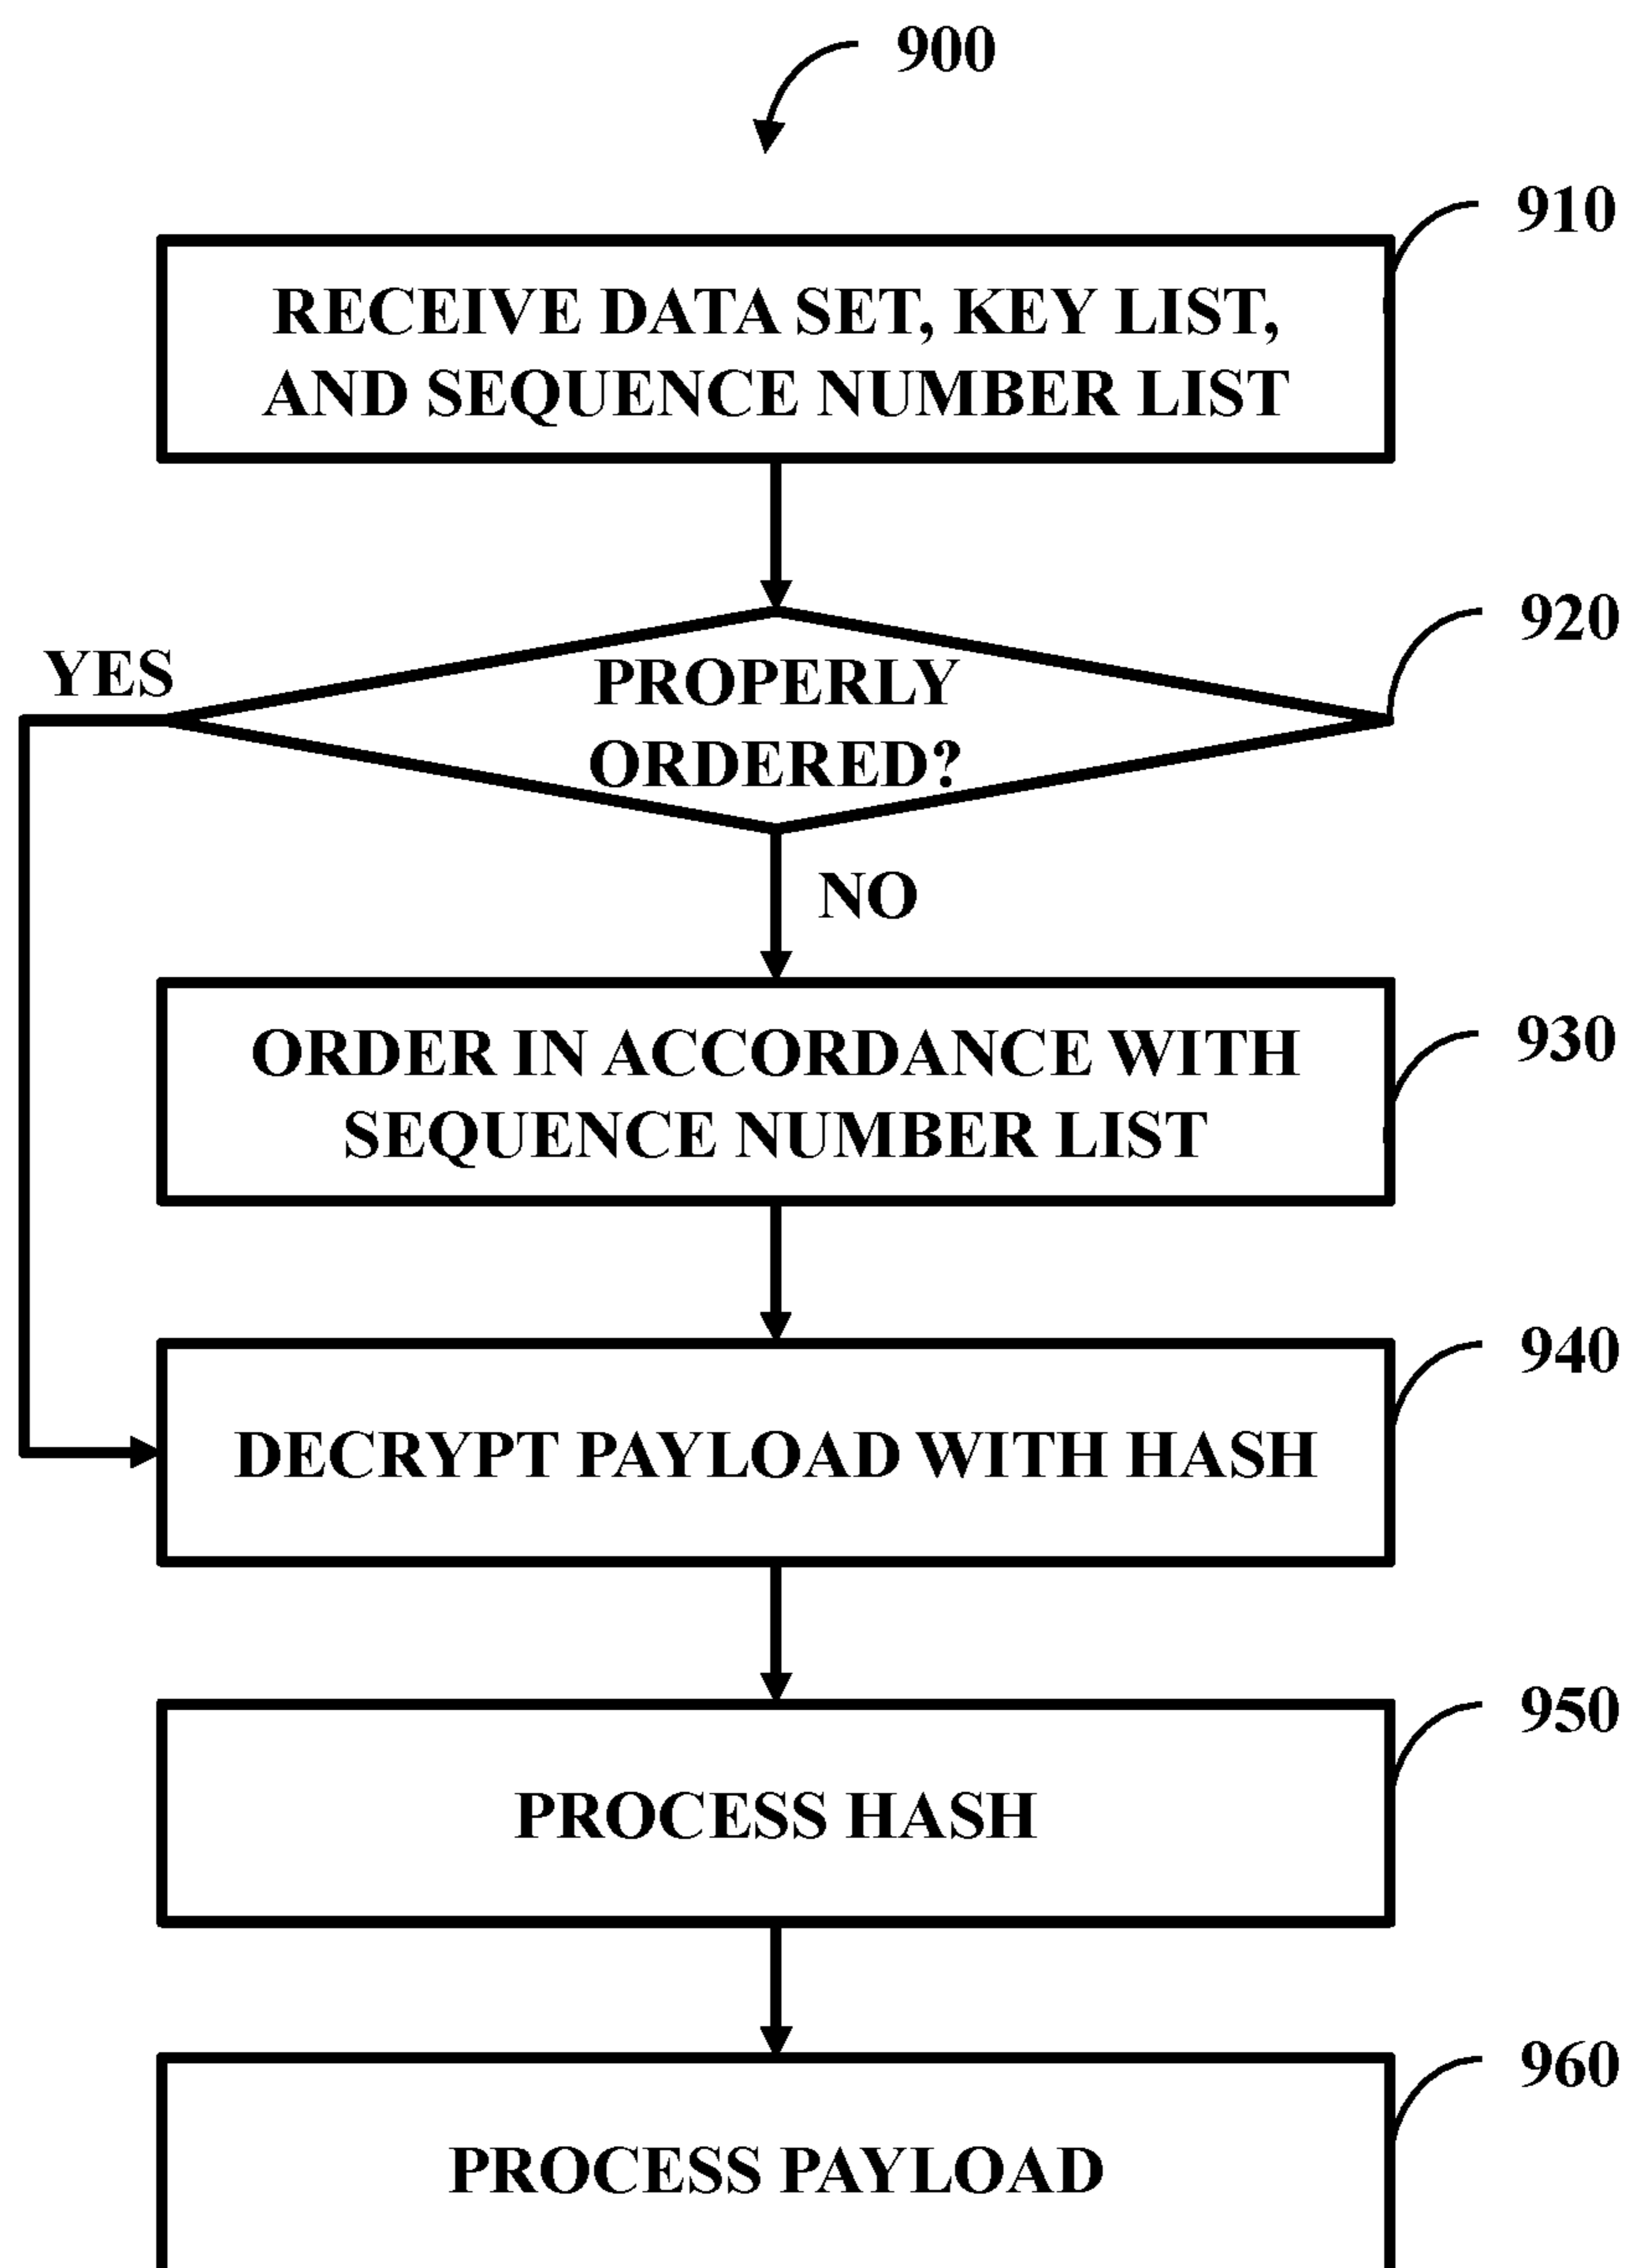 900
910
RECEIVE DATA SET, KEY LIST,
AND SEQUENCE NUMBER LIST
920
YES
PROPERLY
ORDERED?
NO
930
ORDER IN ACCORDANCE WITH
SEQUENCE NUMBER LIST
940
DECRYPT PAYLOAD WITH HASH
950
PROCESS HASH
960
PROCESS PAYLOAD